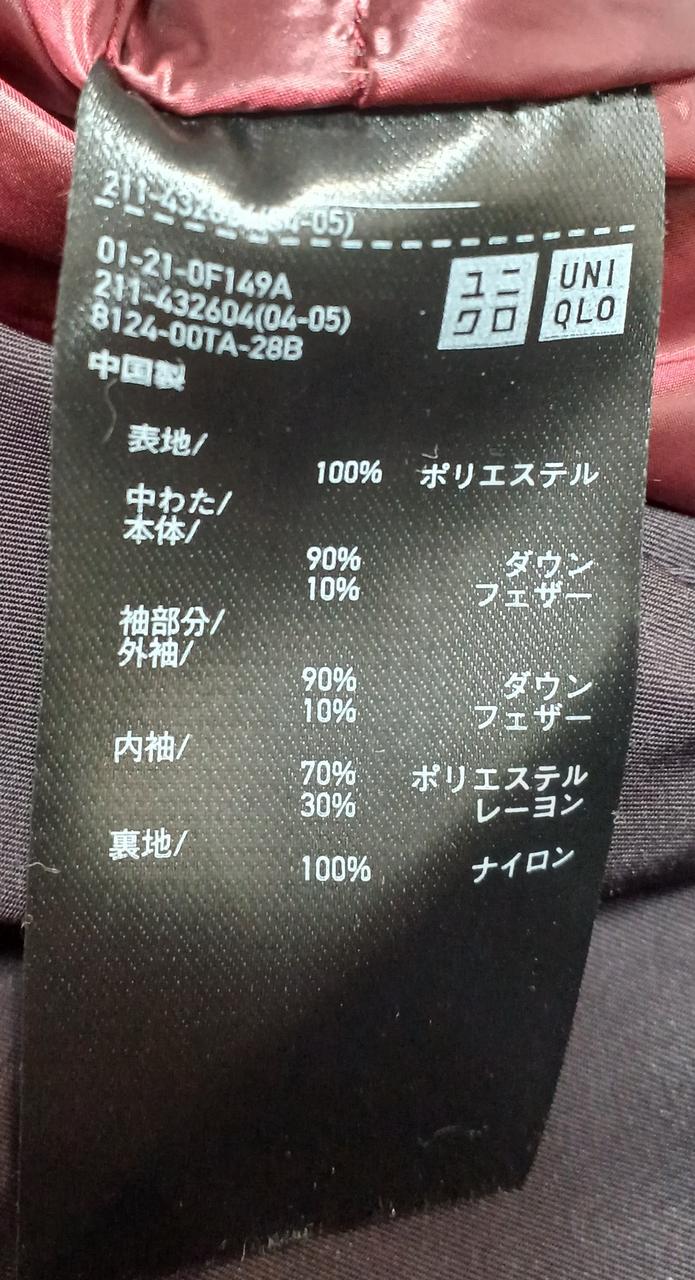 211-432604(04-05)
01-21-0F149A
211-432604(04-05)
8124-00TA-28B
中国製
ユニ
クロ
UNI
QLO
表地/
100% ポリエステル
中わた/
本体/
90% ダウン
10% フェザー
袖部分/
外袖/
90% ダウン
10% フェザー
内袖/
70% ポリエステル
30% レーヨン
裏地/
100% ナイロン